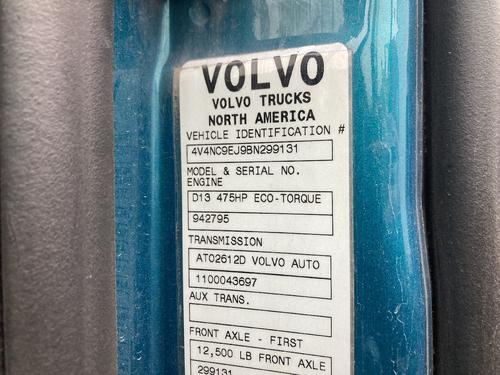 VOLVO
VOLVO TRUCKS
NORTH AMERICA
VEHICLE IDENTIFICATION #
4V4NC9EJ9BN299131
MODEL & SERIAL NO.
ENGINE
D13 475HP ECO-TORQUE
942795
TRANSMISSION
ATO2612D VOLVO AUTO
1100043697
AUX TRANS.
FRONT AXLE - FIRST
12,500 LB FRONT AXLE
299131